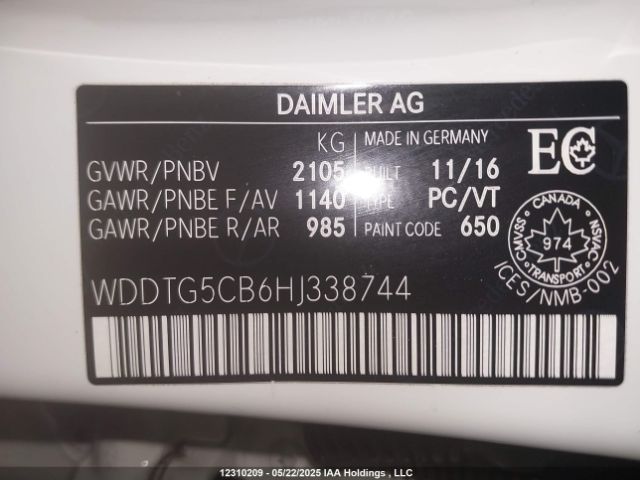 DAIMLER AG
KG
MADE IN GERMANY
GVWR/PNBV 2105
BUILT 11/16
GAWR/PNBE F/AV 1140
TYPE PC/VT
GAWR/PNBE R/AR 985
PAINT CODE 650
EC
CANADA
CMVSS
974
NSVAC
TRANSPORT
ICES/NMB-002
WDDTG5CB6HJ338744
12310209 - 05/22/2025 IAA Holdings , LLC